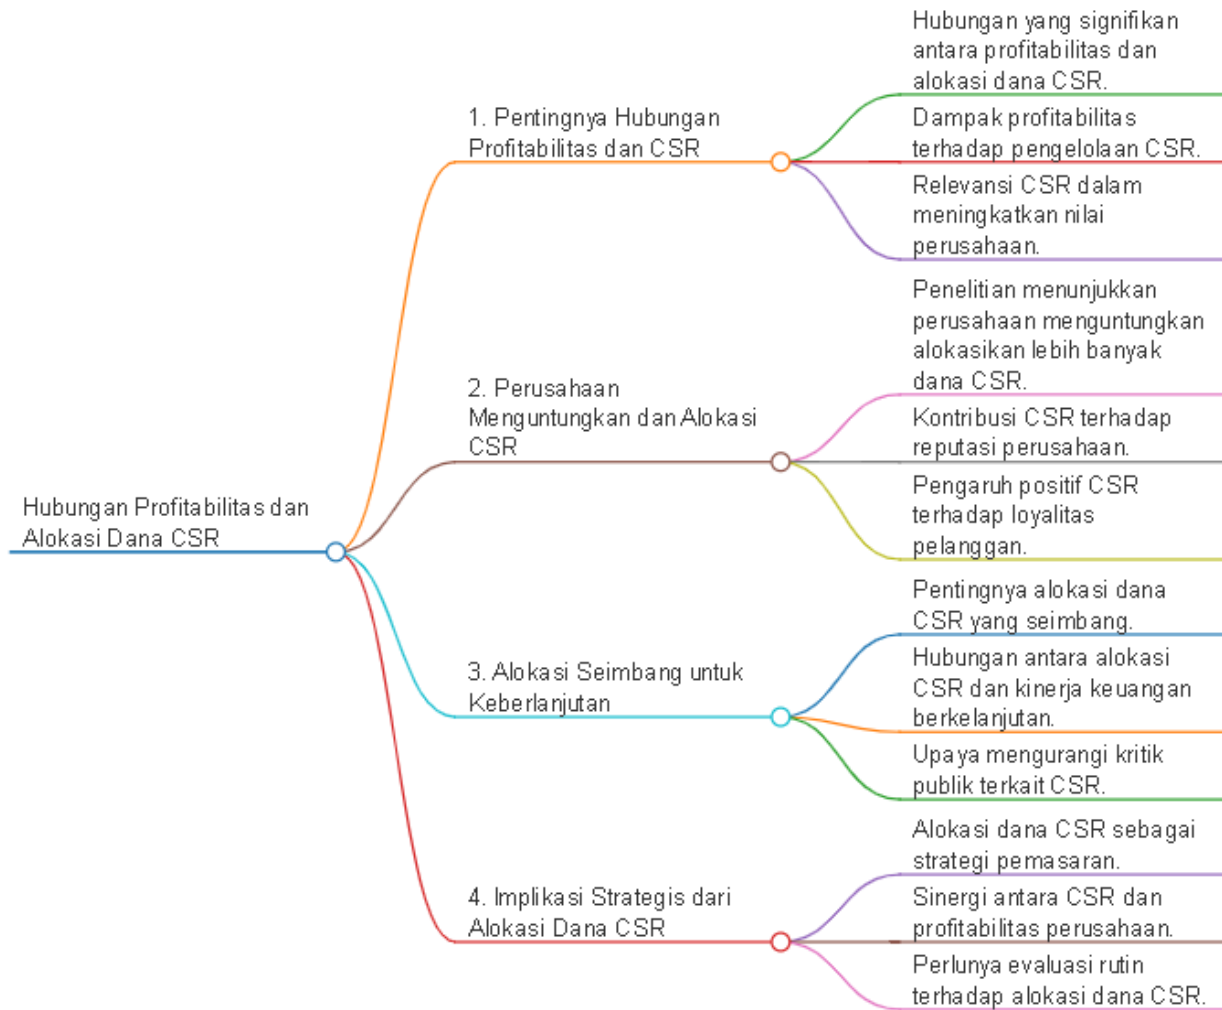 Hubungan Profitabilitas dan
Alokasi Dana CSR
1. Pentingnya Hubungan
Profitabilitas dan CSR
Hubungan yang signifikan
antara profitabilitas dan
alokasi dana CSR.
Dampak profitabilitas
terhadap pengelolaan CSR.
Relevansi CSR dalam
meningkatkan nilai
perusahaan.
2. Perusahaan
Menguntungkan dan Alokasi
CSR
Penelitian menunjukkan
perusahaan menguntungkan
alokasikan lebih banyak
dana CSR.
Kontribusi CSR terhadap
reputasi perusahaan.
Pengaruh positif CSR
terhadap loyalitas
pelanggan.
3. Alokasi Seimbang untuk
Keberlanjutan
Pentingnya alokasi dana
CSR yang seimbang.
Hubungan antara alokasi
CSR dan kinerja keuangan
berkelanjutan.
Upaya mengurangi kritik
publik terkait CSR.
4. Implikasi Strategis dari
Alokasi Dana CSR
Alokasi dana CSR sebagai
strategi pemasaran.
Sinergi antara CSR dan
profitabilitas perusahaan.
Perlunya evaluasi rutin
terhadap alokasi dana CSR.